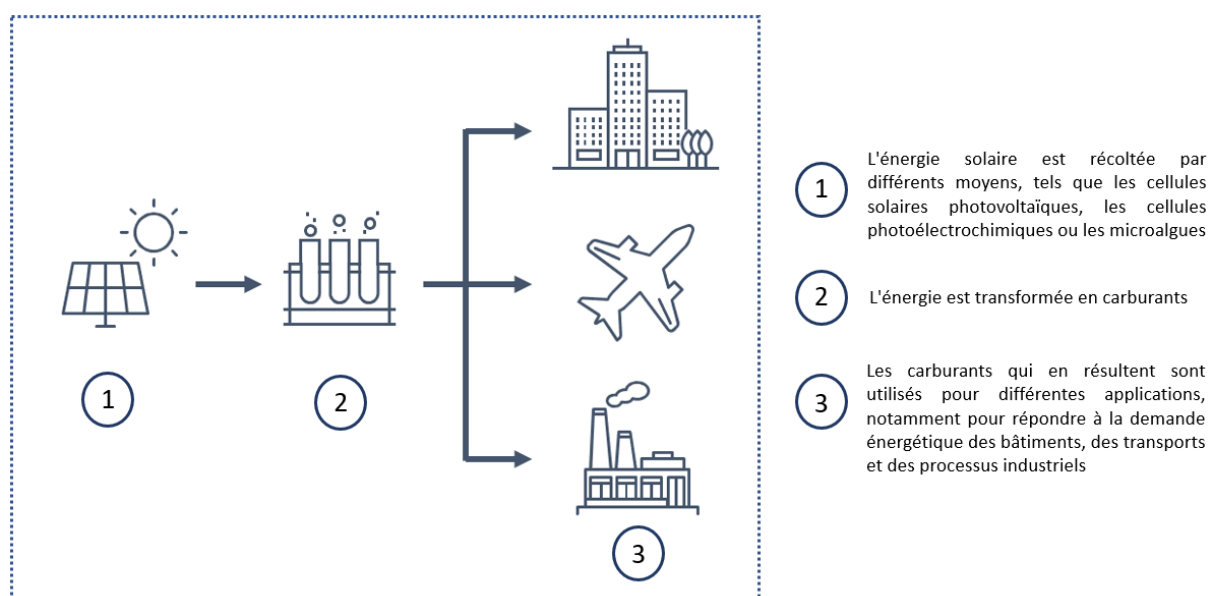 1
2
3
1
L'énergie solaire est récoltée par
différents moyens, tels que les cellules
solaires photovoltaïques, les cellules
photoélectrochimiques ou les microalgues
2
L'énergie est transformée en carburants
3
Les carburants qui en résultent sont
utilisés pour différentes applications,
notamment pour répondre à la demande
énergétique des bâtiments, des transports
et des processus industriels